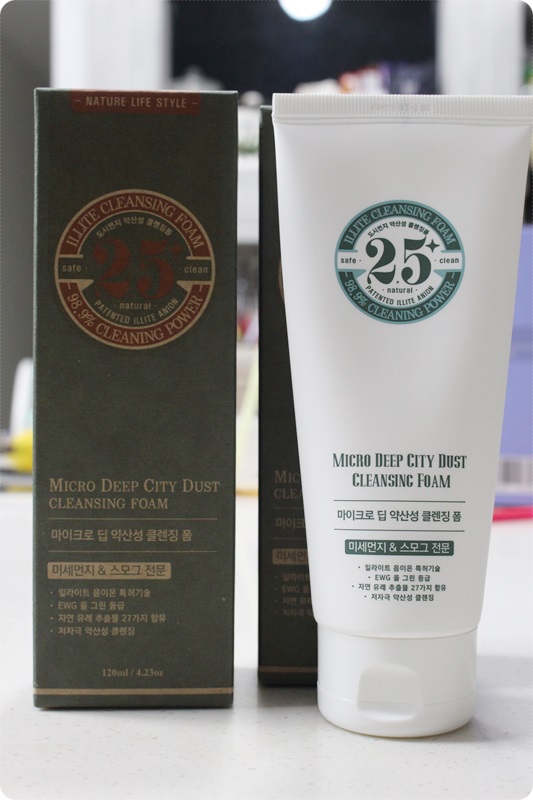 - NATURE LIFE STYLE -
ILLITE CLEANSING FOAM
도시먼지 약산성 클렌징폼
safe · 2.5+ · clean
· natural ·
PATENTED ILLITE ANION
98.9% CLEANING POWER
MICRO DEEP CITY DUST
CLEANSING FOAM
마이크로 딥 약산성 클렌징 폼
미세먼지 & 스모그 전문
· 일라이트 음이온 특허기술
· EWG 올 그린 등급
· 자연 유래 추출물 27가지 함유
· 저자극 약산성 클렌징
120ml / 4.23oz
ILLITE CLEANSING FOAM
도시먼지 약산성 클렌징폼
safe · 2.5+ · clean
· natural ·
PATENTED ILLITE ANION
98.9% CLEANING POWER
MICRO DEEP CITY DUST
CLEANSING FOAM
마이크로 딥 약산성 클렌징 폼
미세먼지 & 스모그 전문
· 일라이트 음이온 특허기술
· EWG 올 그린 등급
· 자연 유래 추출물 27가지 함유
· 저자극 약산성 클렌징